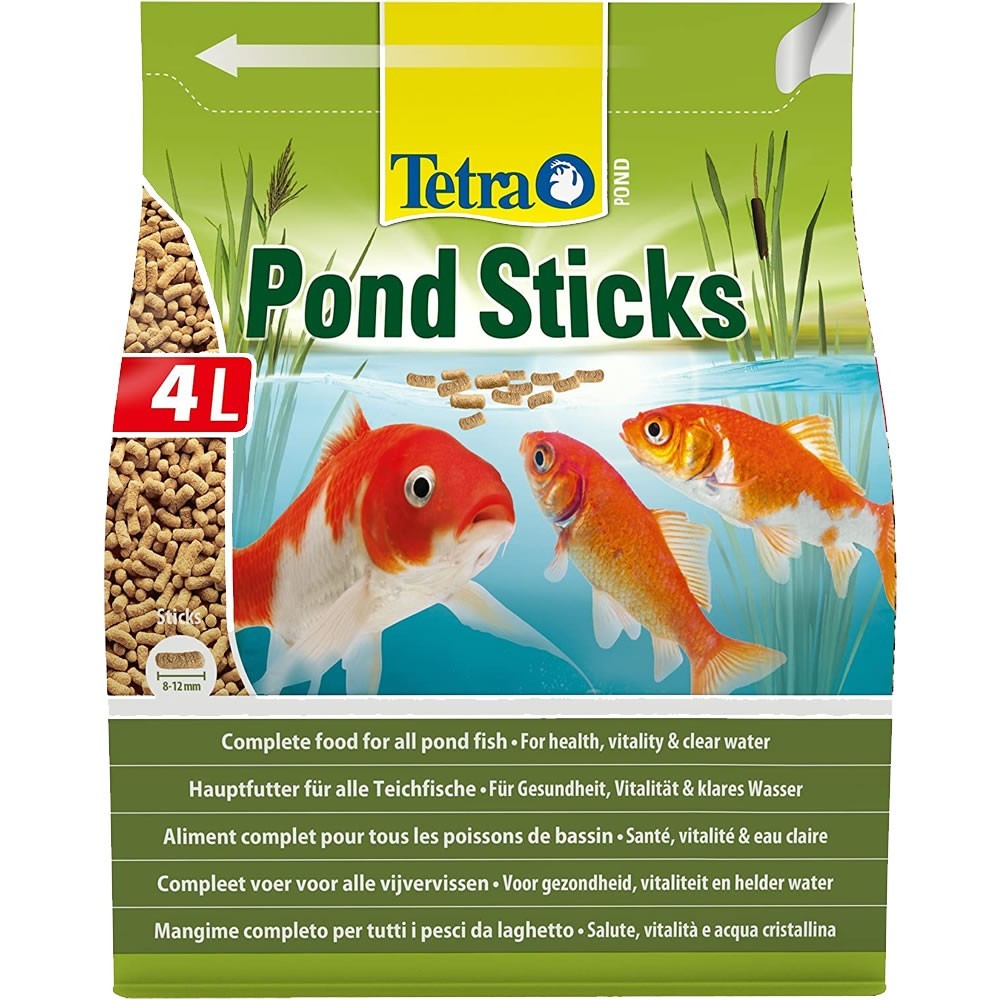 Tetra
POND
Pond Sticks
4L
Sticks
8-12 mm
Complete food for all pond fish • For health, vitality & clear water
Hauptfutter für alle Teichfische • Für Gesundheit, Vitalität & klares Wasser
Aliment complet pour tous les poissons de bassin • Santé, vitalité & eau claire
Compleet voer voor alle vijvervissen • Voor gezondheid, vitaliteit en helder water
Mangime completo per tutti i pesci da laghetto • Salute, vitalità e acqua cristallina